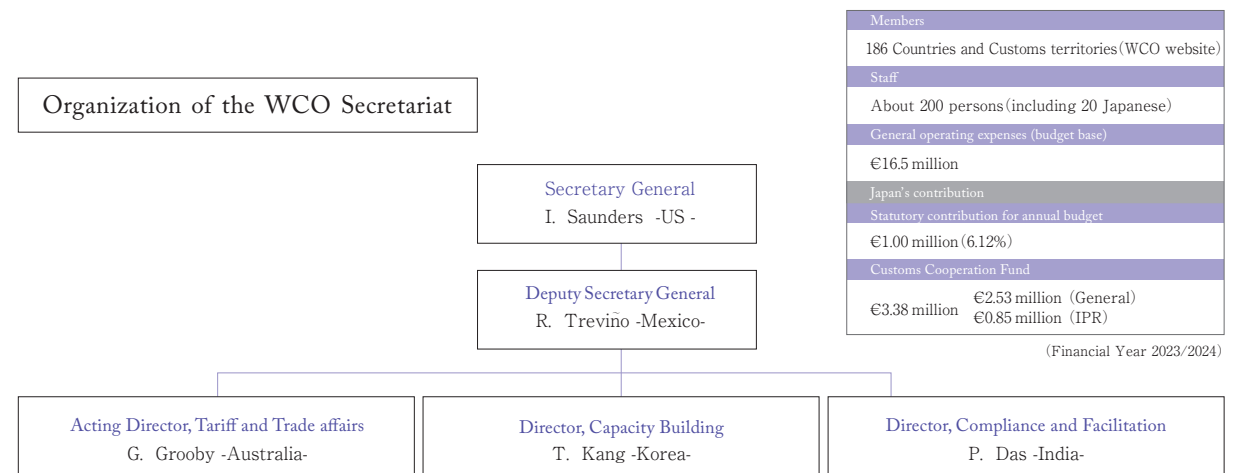 Organization of the WCO Secretariat
Secretary General
I. Saunders -US -
Deputy Secretary General
R. Treviño -Mexico-
Acting Director, Tariff and Trade affairs
G. Grooby -Australia-
Director, Capacity Building
T. Kang -Korea-
Director, Compliance and Facilitation
P. Das -India-
Members
186 Countries and Customs territories(WCO website)
Staff
About 200 persons(including 20 Japanese)
General operating expenses (budget base)
€16.5 million
Japan's contribution
Statutory contribution for annual budget
€1.00 million(6.12%)
Customs Cooperation Fund
€3.38 million
€2.53 million (General)
€0.85 million (IPR)
(Financial Year 2023/2024)